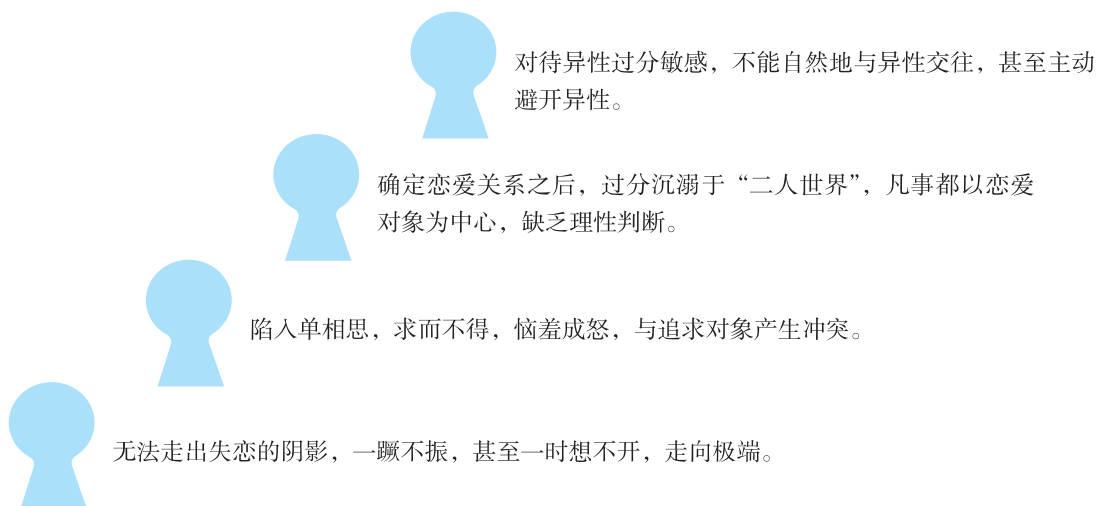 对待异性过分敏感，不能自然地与异性交往，甚至主动
避开异性。
确定恋爱关系之后，过分沉溺于“二人世界”，凡事都以恋爱
对象为中心，缺乏理性判断。
陷入单相思，求而不得，恼羞成怒，与追求对象产生冲突。
无法走出失恋的阴影，一蹶不振，甚至一时想不开，走向极端。